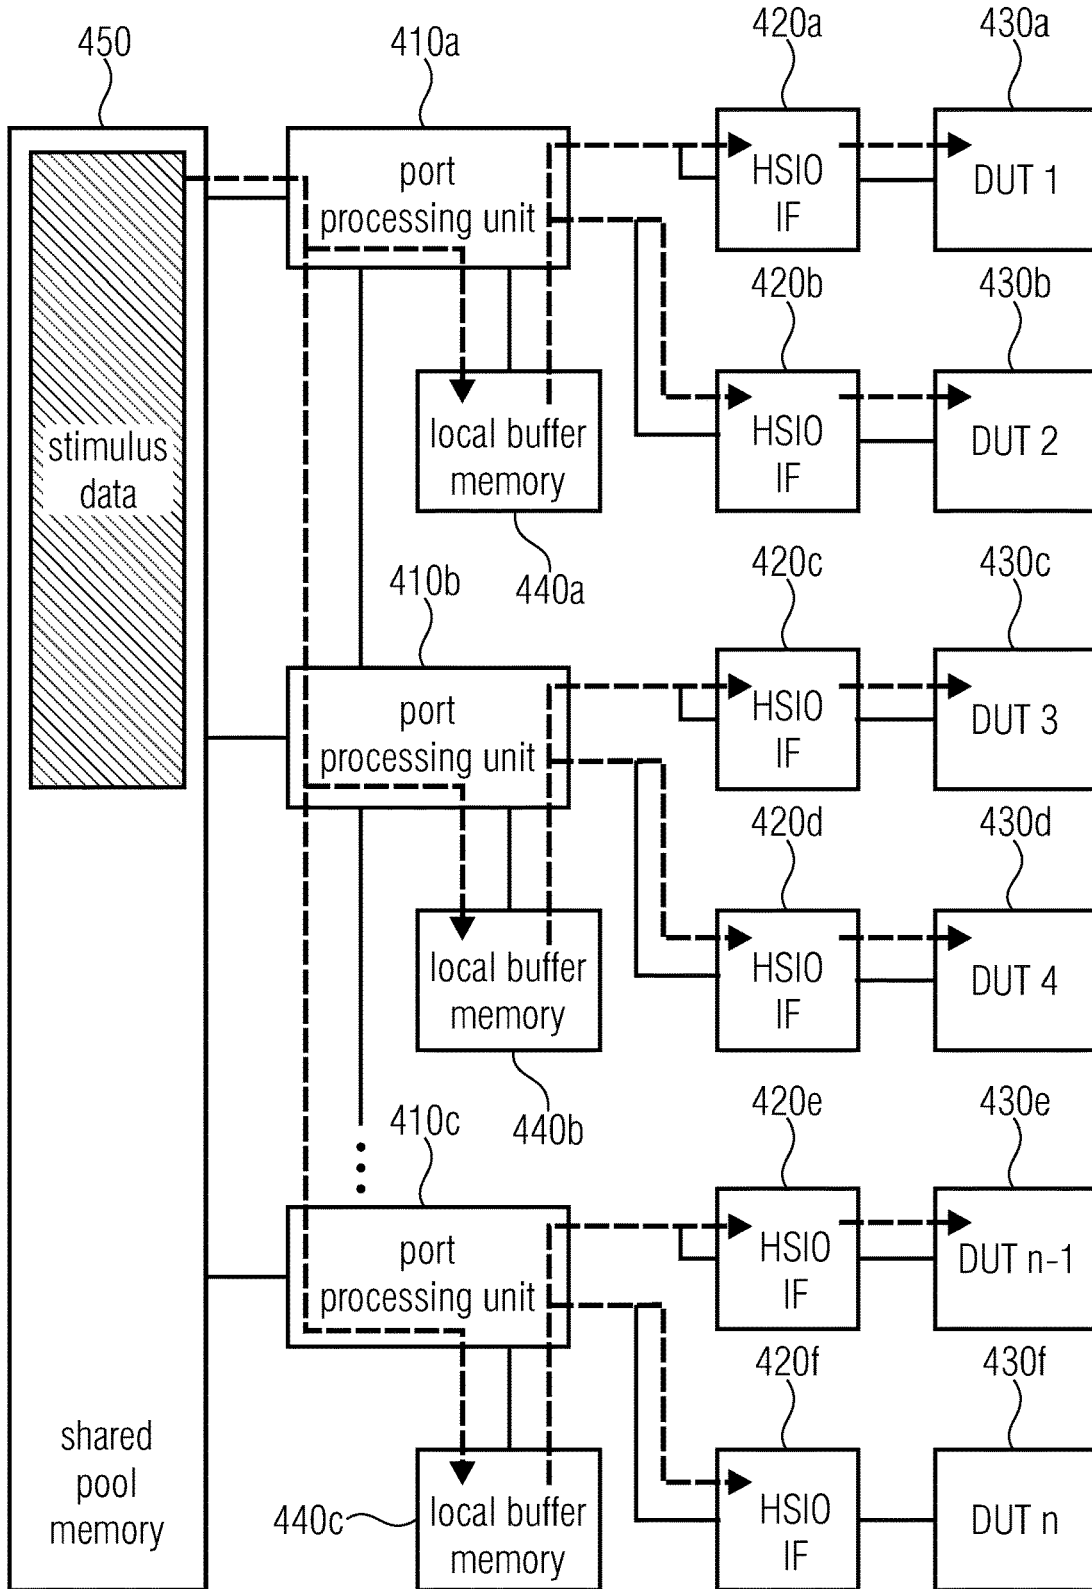 450
410a
420a
430a
port
processing unit
HSIO
IF
DUT 1
420b
430b
stimulus
data
local buffer
memory
HSIO
IF
DUT 2
440a
410b
420c
430c
port
processing unit
HSIO
IF
DUT 3
420d
430d
local buffer
memory
HSIO
IF
DUT 4
440b
410c
420e
430e
port
processing unit
HSIO
IF
DUT n-1
420f
430f
shared
pool
memory
440c
local buffer
memory
HSIO
IF
DUT n